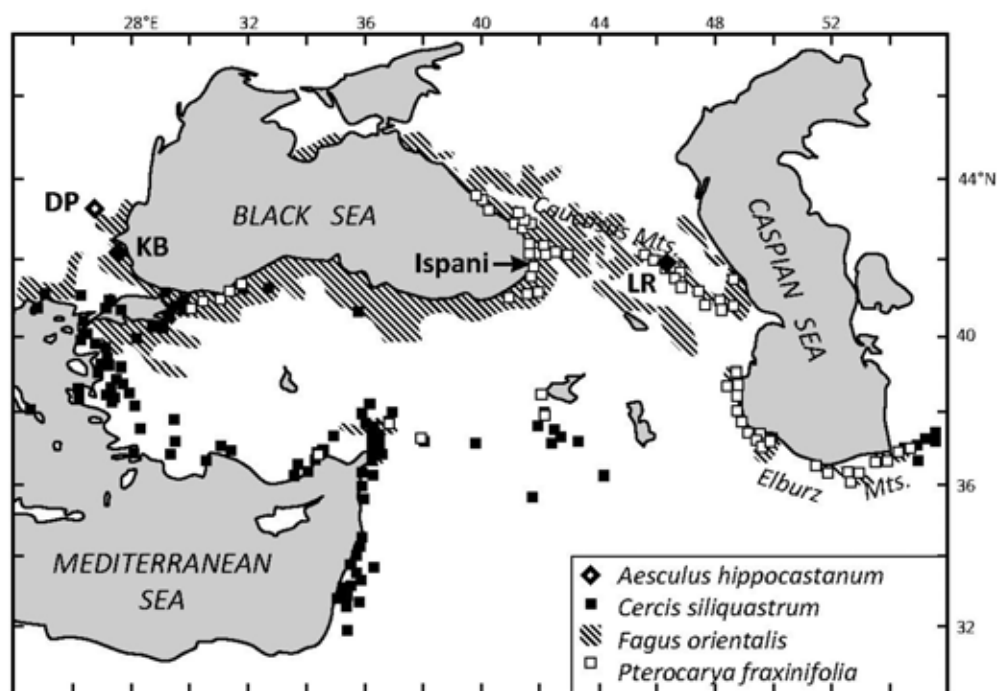 28°E 32 36 40 44 48 52
44°N
DP
Caucasus Mts.
BLACK SEA
KB
CASPIAN SEA
Ispani
LR
40
Elburz Mts.
36
MEDITERRANEAN
SEA
Aesculus hippocastanum
Cercis siliquastrum
32
Fagus orientalis
Pterocarya fraxinifolia